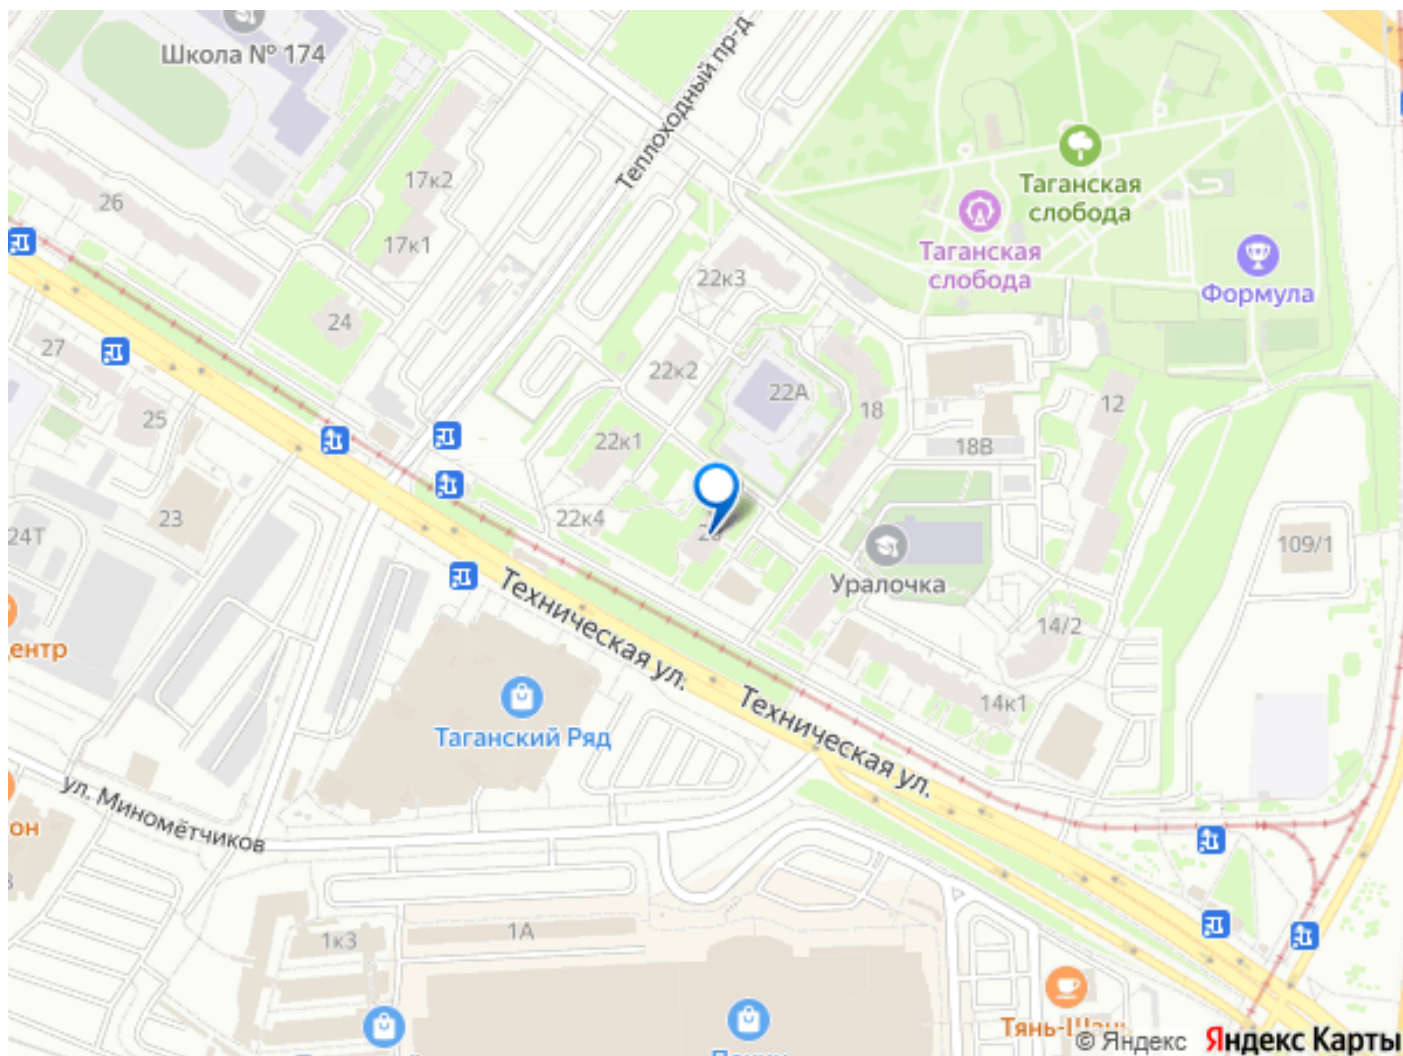 Школа № 174
Теплоходный пр-д
17к2
26
17к1
Таганская
слобода
Таганская
слобода
Формула
22к3
24
27
22к2
22А
18
12
25
22к1
18В
23
22к4
24Т
109/1
Уралочка
Техническая ул.
14/2
ентр
14к1
Таганский Ряд
Техническая ул.
ул. Миномётчиков
он
1А
1к3
Тянь-Шань
© Яндекс
Яндекс Карты